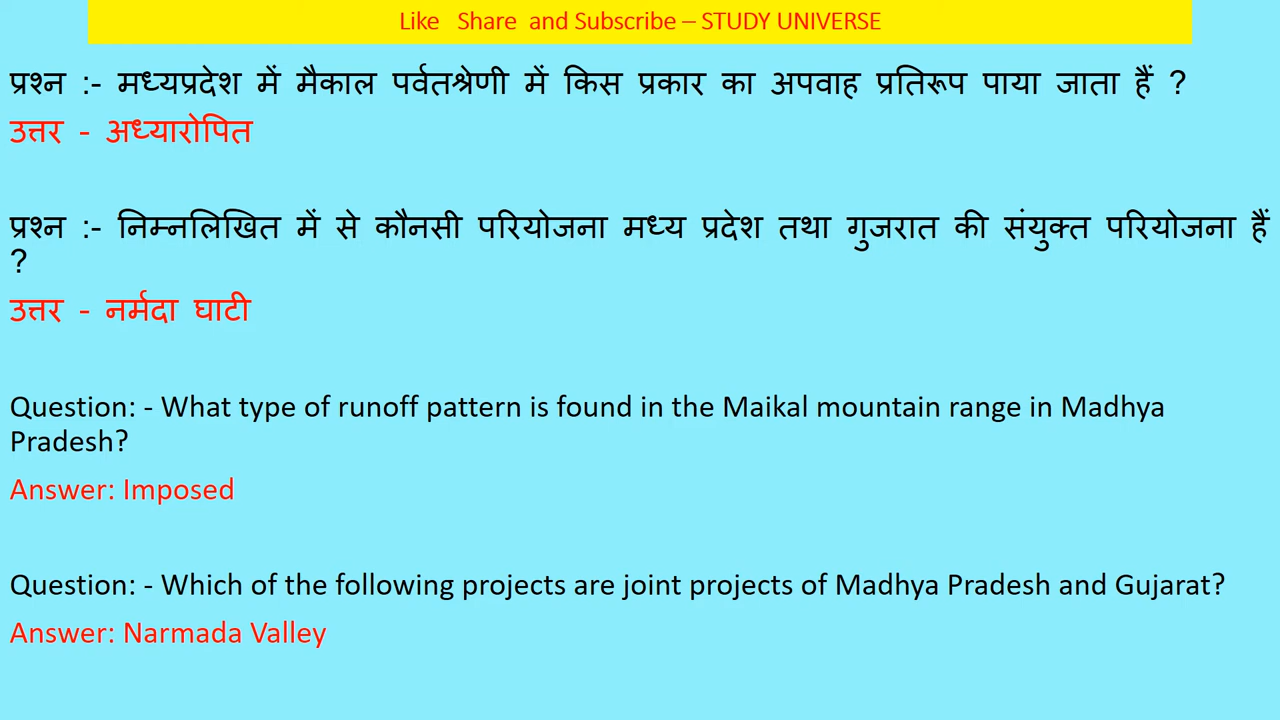 Like Share and Subscribe – STUDY UNIVERSE
प्रश्न :- मध्यप्रदेश में मैकाल पर्वतश्रेणी में किस प्रकार का अपवाह प्रतिरूप पाया जाता हैं ?
उत्तर - अध्यारोपित
प्रश्न :- निम्नलिखित में से कौनसी परियोजना मध्य प्रदेश तथा गुजरात की संयुक्त परियोजना हैं
?
उत्तर - नर्मदा घाटी
Question: - What type of runoff pattern is found in the Maikal mountain range in Madhya
Pradesh?
Answer: Imposed
Question: - Which of the following projects are joint projects of Madhya Pradesh and Gujarat?
Answer: Narmada Valley